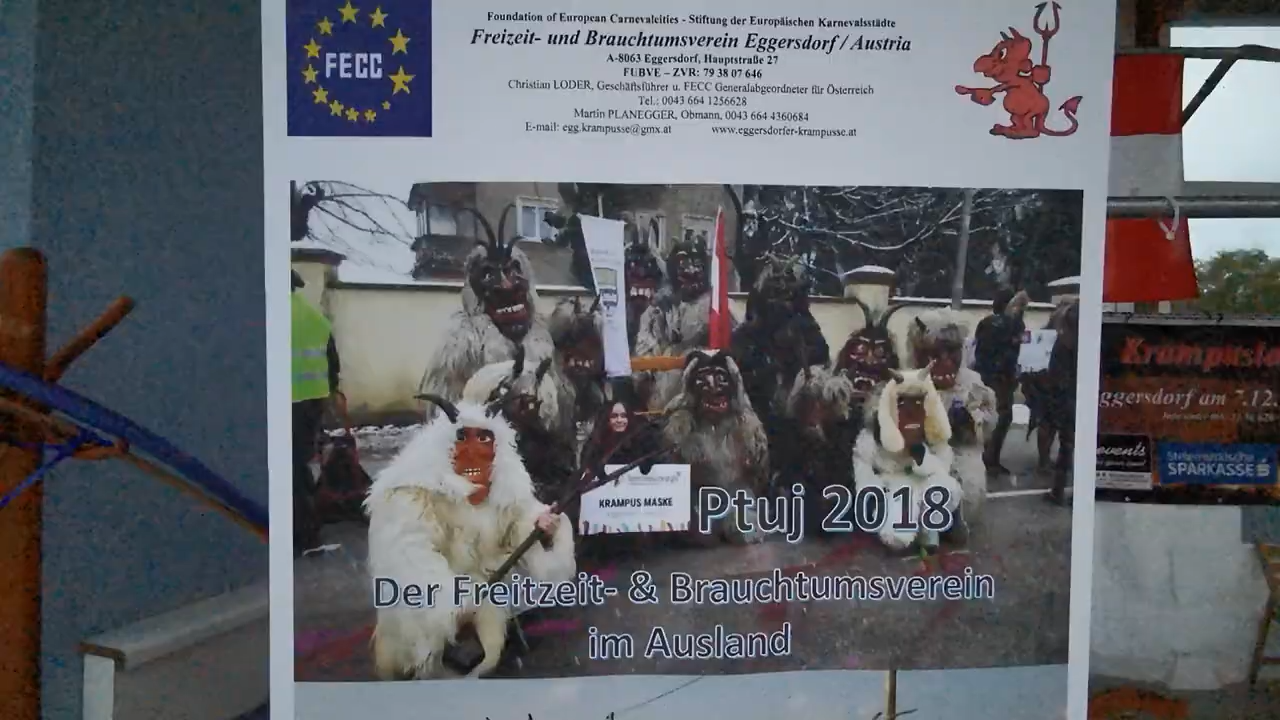 FECC
Foundation of European Carnevalcities - Stiftung der Europäischen Karnevalsstädte
Freizeit- und Brauchtumsverein Eggersdorf / Austria
A-8063 Eggersdorf, Hauptstraße 27
FUBVE – ZVR: 79 38 07 646
Christian LODER, Geschäftsführer u. FECC Generalabgeordneter für Österreich
Tel.: 0043 664 1256628
Martin PLANEGGER, Obmann, 0043 664 4360684
E-mail: egg.krampusse@gmx.at www.eggersdorfer-krampusse.at
KRAMPUS MASKE
Ptuj 2018
Der Freitzeit- & Brauchtumsverein
im Ausland
Krampusla
ggersdorf am 7.12.
events
Steiermärkische
SPARKASSE